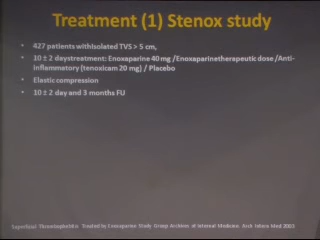 Treatment (1) Stenox study
• 427 patients withisolated TVS > 5 cm,
• 10 ± 2 daystreatment: Enoxaparine 40 mg /Enoxaparinetherapeutic dose /Anti-
inflammatory (tenoxicam 20 mg) / Placebo
• Elastic compression
• 10 ± 2 day and 3 months FU
Superficial Thrombophlebitis Treated by Enoxaparine Study Group Archives of Internal Medicine. Arch Intern Med 2003